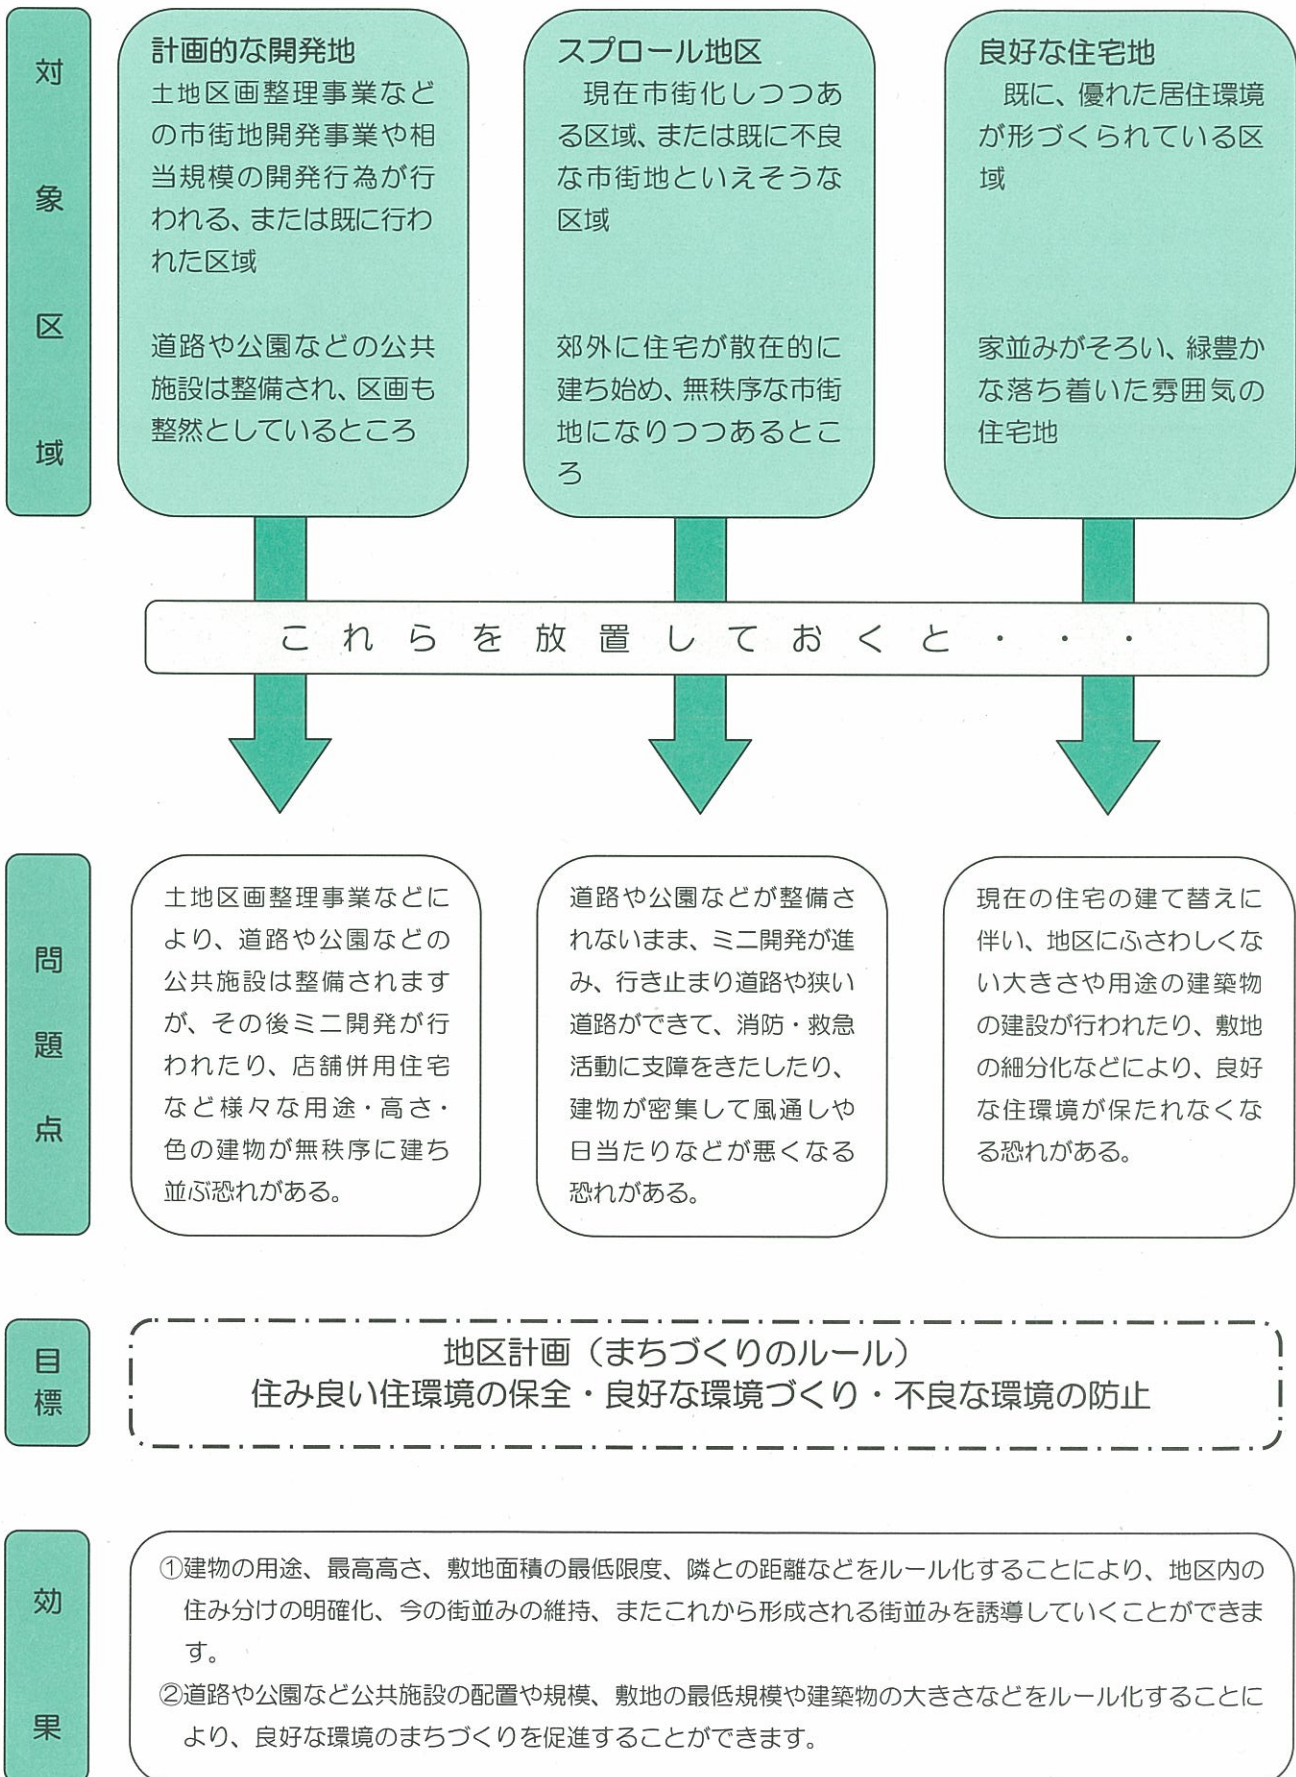 対象区域
計画的な開発地
土地区画整理事業など
の市街地開発事業や相
当規模の開発行為が行
われる、または既に行わ
れた区域
道路や公園などの公共
施設は整備され、区画も
整然としているところ
スプロール地区
現在市街化しつつあ
る区域、または既に不良
な市街地といえそうな
区域
郊外に住宅が散在的に
建ち始め、無秩序な市街
地になりつつあるとこ
ろ
良好な住宅地
既に、優れた居住環境
が形づくられている区
域
家並みがそろい、緑豊か
な落ち着いた雰囲気の
住宅地
これらを放置しておくと・・・
問題点
土地区画整理事業などに
より、道路や公園などの
公共施設は整備されます
が、その後ミニ開発が行
われたり、店舗併用住宅
など様々な用途・高さ・
色の建物が無秩序に建ち
並ぶ恐れがある。
道路や公園などが整備さ
れないまま、ミニ開発が進
み、行き止まり道路や狭い
道路ができて、消防・救急
活動に支障をきたしたり、
建物が密集して風通しや
日当たりなどが悪くなる
恐れがある。
現在の住宅の建て替えに
伴い、地区にふさわしくな
い大きさや用途の建築物
の建設が行われたり、敷地
の細分化などにより、良好
な住環境が保たれなくな
る恐れがある。
目標
地区計画（まちづくりのルール）
住み良い住環境の保全・良好な環境づくり・不良な環境の防止
効果
①建物の用途、最高高さ、敷地面積の最低限度、隣との距離などをルール化することにより、地区内の
住み分けの明確化、今の街並みの維持、またこれから形成される街並みを誘導していくことができま
す。
②道路や公園など公共施設の配置や規模、敷地の最低規模や建築物の大きさなどをルール化することに
より、良好な環境のまちづくりを促進することができます。